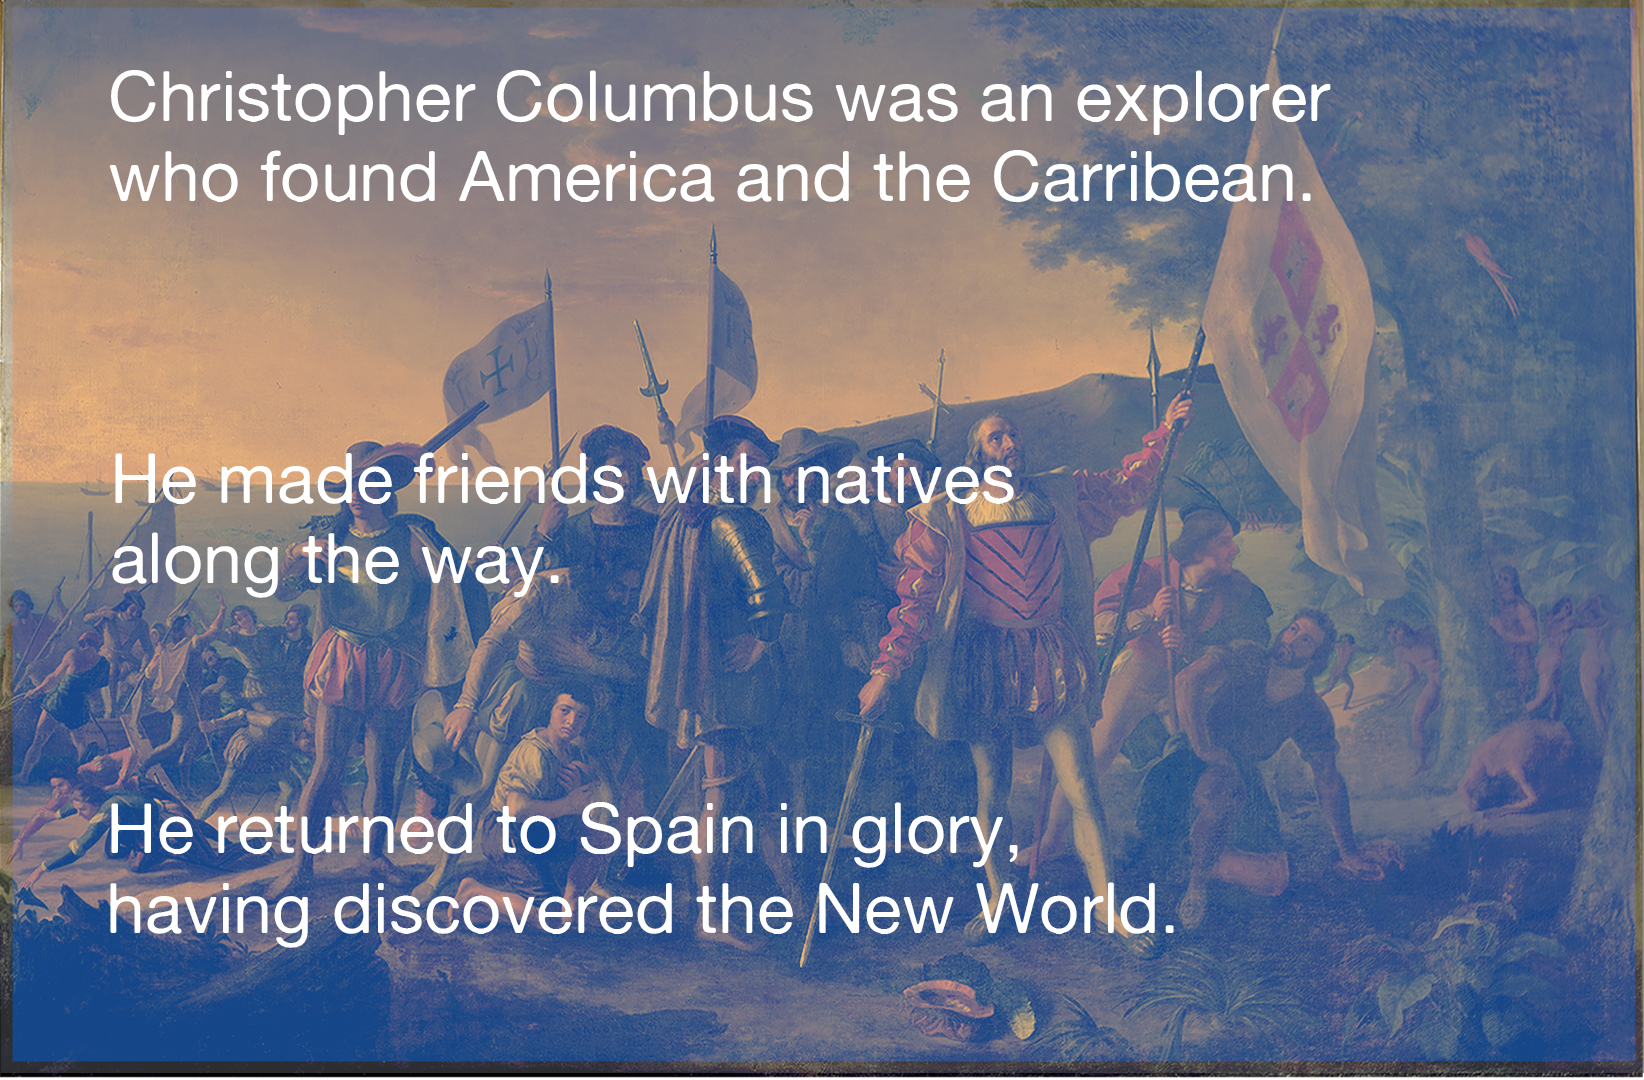 Christopher Columbus was an explorer
who found America and the Carribean.
He made friends with natives
along the way.
He returned to Spain in glory,
having discovered the New World.